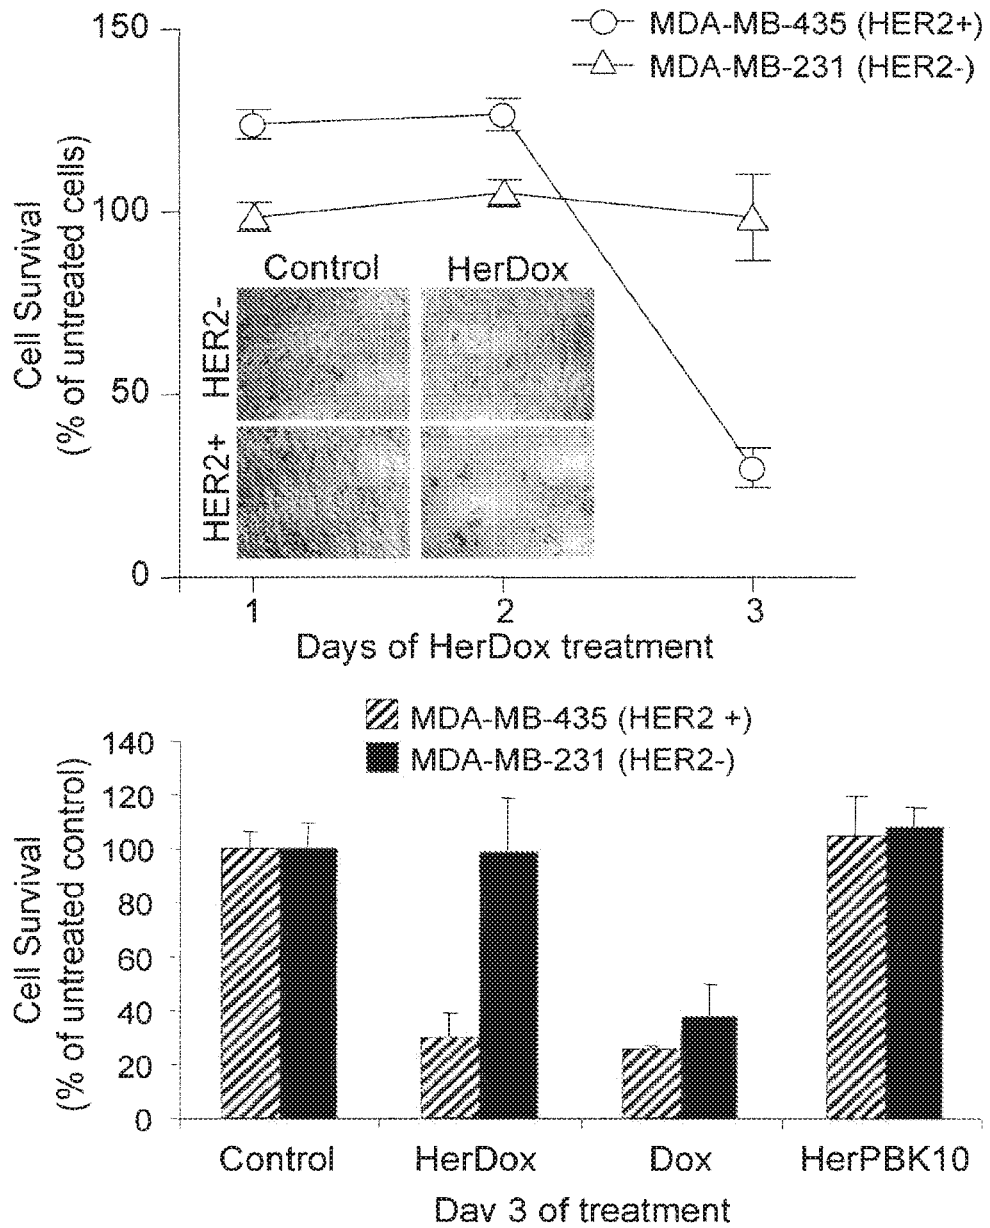 150
MDA-MB-435 (HER2+)
MDA-MB-231 (HER2-)
100
50
0
Cell Survival
(% of untreated cells)
Control HerDox
HER2-
HER2+
1 2 3
Days of HerDox treatment
MDA-MB-435 (HER2 +)
MDA-MB-231 (HER2-)
140
120
100
80
60
40
20
0
Cell Survival
(% of untreated control)
Control HerDox Dox HerPBK10
Day 3 of treatment